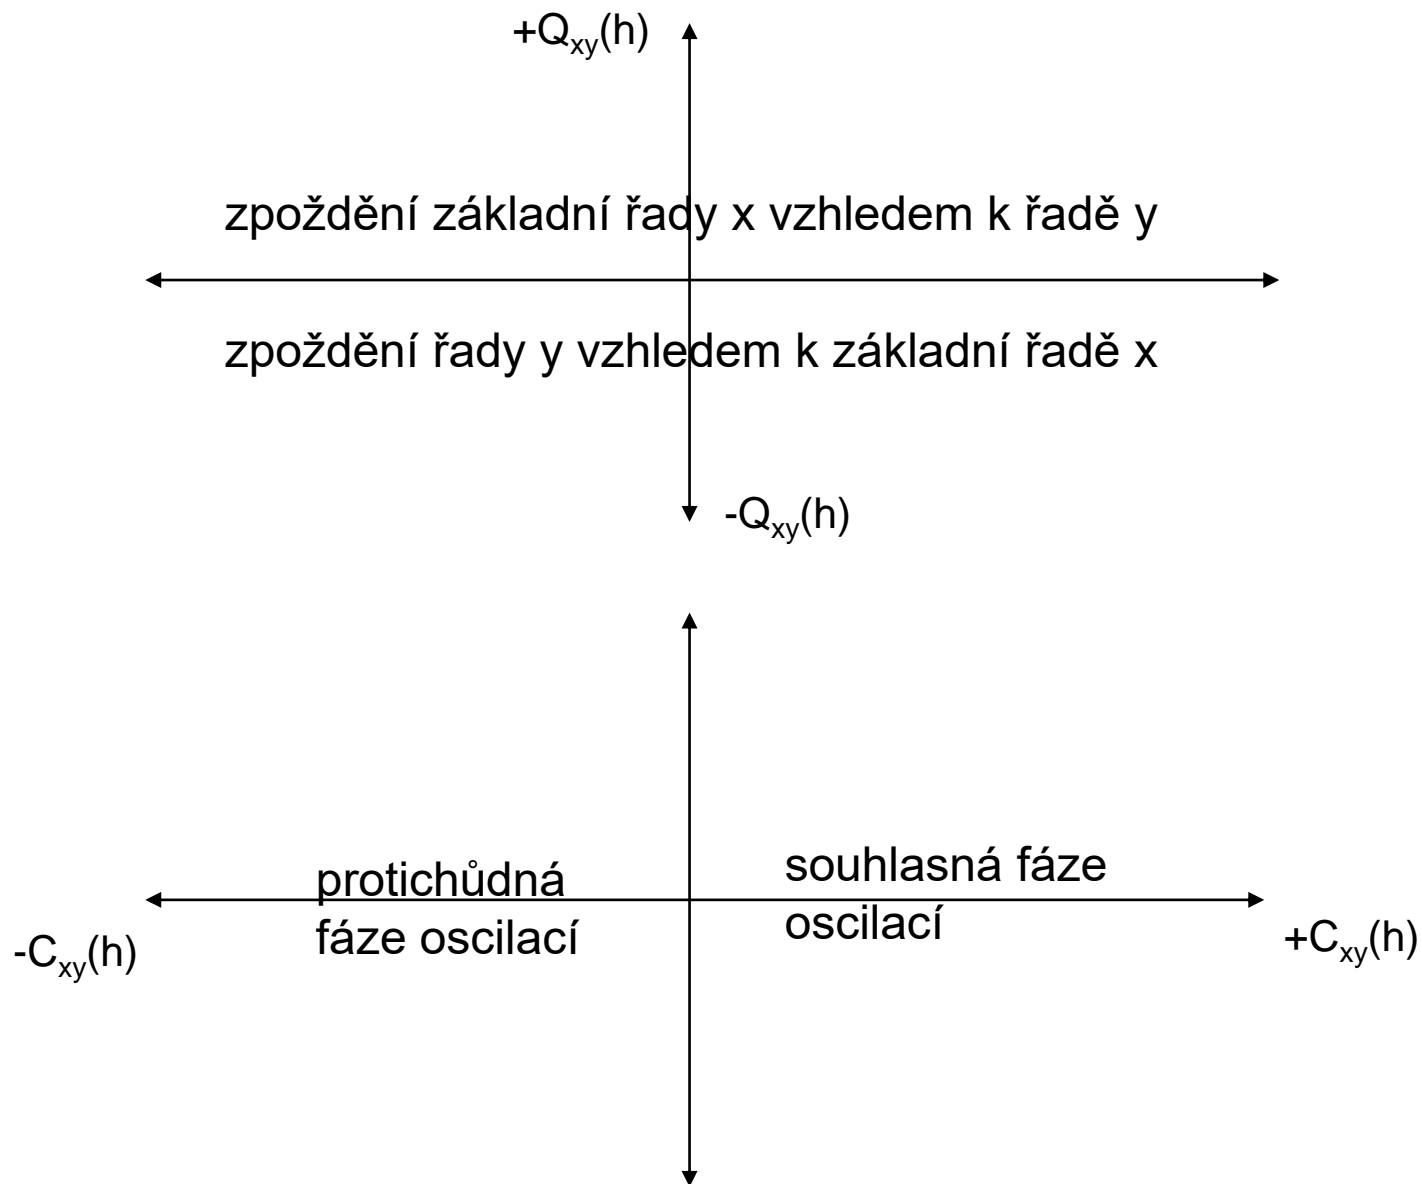 +Qxy(h)
zpoždění základní řady x vzhledem k řadě y
zpoždění řady y vzhledem k základní řadě x
-Qxy(h)
protichůdná
fáze oscilací
souhlasná fáze
oscilací
-Cxy(h)
+Cxy(h)